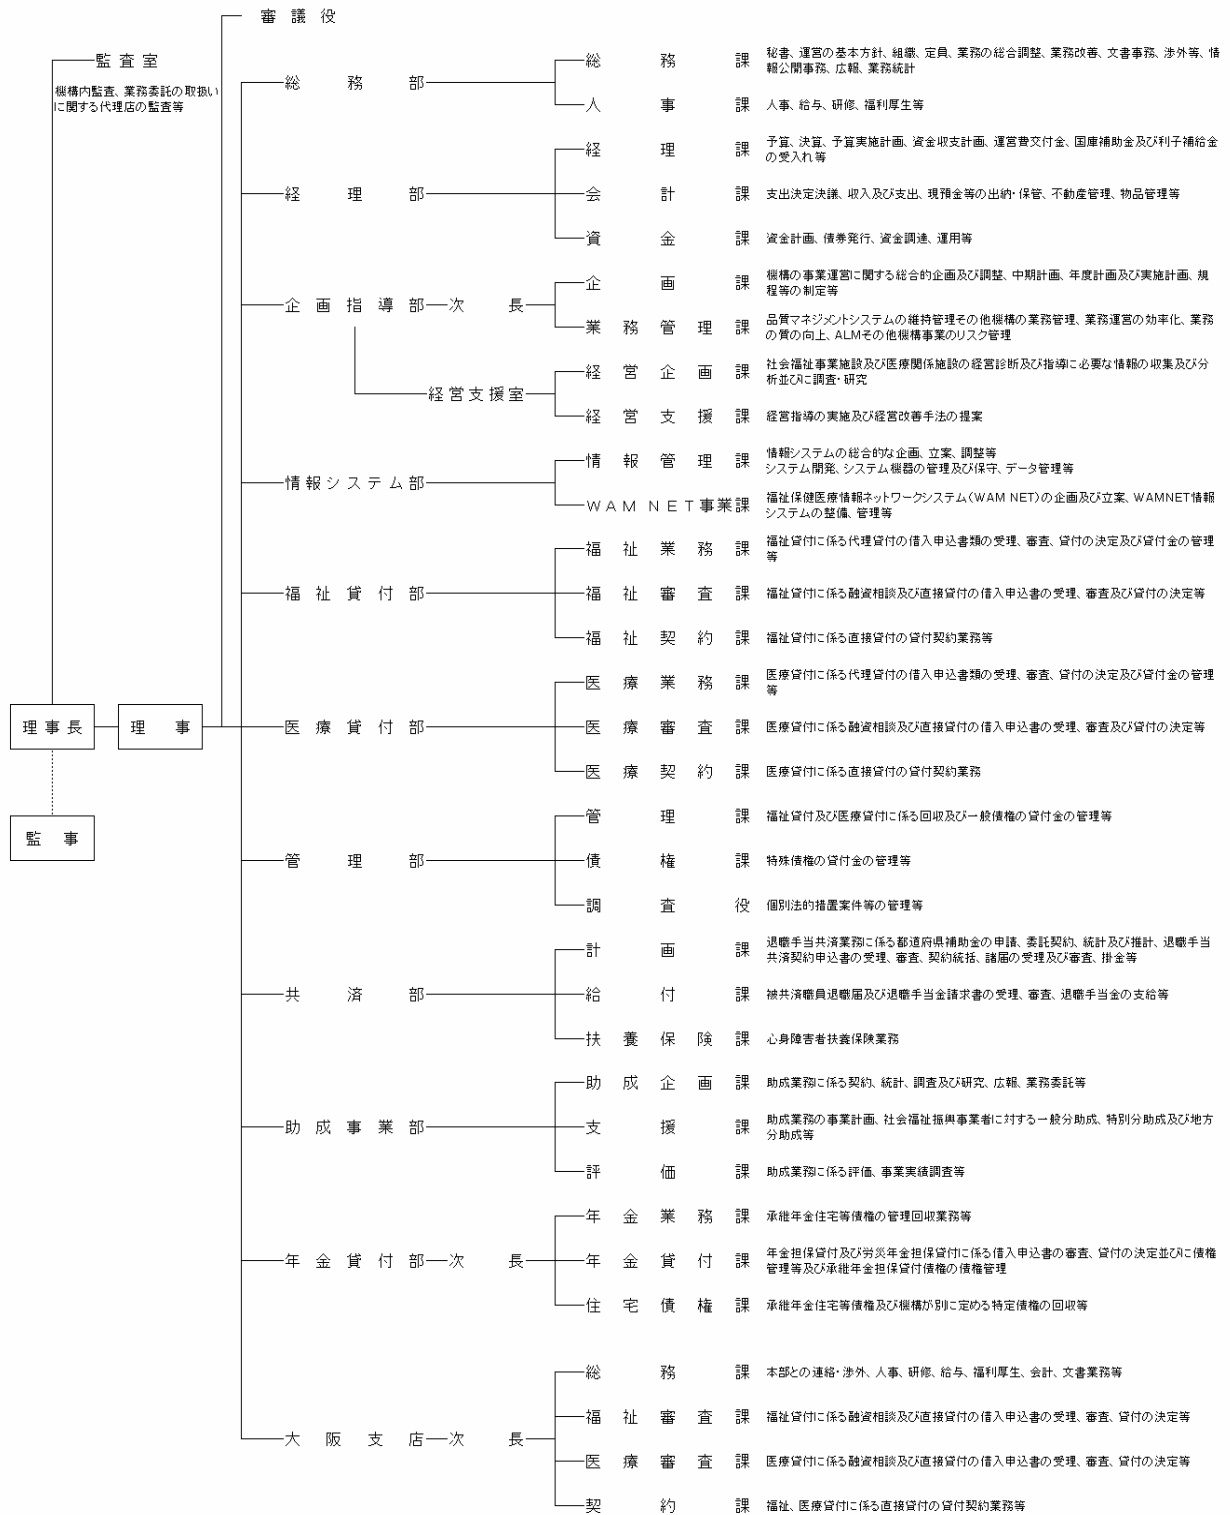 審議役
監査室
機構内監査、業務委託の取扱い
に関する代理店の監査等
総務部
総務課
秘書、運営の基本方針、組織、定員、業務の総合調整、業務改善、文書事務、渉外等、情
報公開事務、広報、業務統計
人事課
人事、給与、研修、福利厚生等
経理部
経理課
予算、決算、予算実施計画、資金収支計画、運営費交付金、国庫補助金及び利子補給金
の受入れ等
会計課
支出決定決議、収入及び支出、現預金等の出納・保管、不動産管理、物品管理等
資金課
資金計画、債券発行、資金調達、運用等
企画指導部 次長
企画課
機構の事業運営に関する総合的企画及び調整、中期計画、年度計画及び実施計画、規
程等の制定等
業務管理課
品質マネジメントシステムの維持管理その他機構の業務管理、業務運営の効率化、業務
の質の向上、ALMその他機構事業のリスク管理
経営支援室
経営企画課
社会福祉事業施設及び医療関係施設の経営診断及び指導に必要な情報の収集及び分
析並びに調査・研究
経営支援課
経営指導の実施及び経営改善手法の提案
情報システム部
情報管理課
情報システムの総合的な企画、立案、調整等
システム開発、システム機器の管理及び保守、データ管理等
WAM NET事業課
福祉保健医療情報ネットワークシステム(WAM NET)の企画及び立案、WAMNET情報
システムの整備、管理等
福祉貸付部
福祉業務課
福祉貸付に係る代理貸付の借入申込書類の受理、審査、貸付の決定及び貸付金の管理
等
福祉審査課
福祉貸付に係る融資相談及び直接貸付の借入申込書の受理、審査及び貸付の決定等
福祉契約課
福祉貸付に係る直接貸付の貸付契約業務等
理事長
理事
監事
医療貸付部
医療業務課
医療貸付に係る代理貸付の借入申込書類の受理、審査、貸付の決定及び貸付金の管理
等
医療審査課
医療貸付に係る融資相談及び直接貸付の借入申込書の受理、審査及び貸付の決定等
医療契約課
医療貸付に係る直接貸付の貸付契約業務
管理部
管理課
福祉貸付及び医療貸付に係る回収及び一般債権の貸付金の管理等
債権課
特殊債権の貸付金の管理等
調査役
個別法的措置案件等の管理等
共済部
計画課
退職手当共済業務に係る都道府県補助金の申請、委託契約、統計及び推計、退職手当
共済契約申込書の受理、審査、契約統括、諸届の受理及び審査、掛金等
給付課
被共済職員退職届及び退職手当金請求書の受理、審査、退職手当金の支給等
扶養保険課
心身障害者扶養保険業務
助成事業部
助成企画課
助成業務に係る契約、統計、調査及び研究、広報、業務委託等
支援課
助成業務の事業計画、社会福祉振興事業者に対する一般分助成、特別分助成及び地方
分助成等
評価課
助成業務に係る評価、事業実績調査等
年金貸付部 次長
年金業務課
承継年金住宅等債権の管理回収業務等
年金貸付課
年金担保貸付及び労災年金担保貸付に係る借入申込書の審査、貸付の決定並びに債権
管理等及び承継年金担保貸付債権の債権管理
住宅債権課
承継年金住宅等債権及び機構が別に定める特定債権の回収等
大阪支店 次長
総務課
本部との連絡・渉外、人事、研修、給与、福利厚生、会計、文書業務等
福祉審査課
福祉貸付に係る融資相談及び直接貸付の借入申込書の受理、審査、貸付の決定等
医療審査課
医療貸付に係る融資相談及び直接貸付の借入申込書の受理、審査、貸付の決定等
契約課
福祉、医療貸付に係る直接貸付の貸付契約業務等